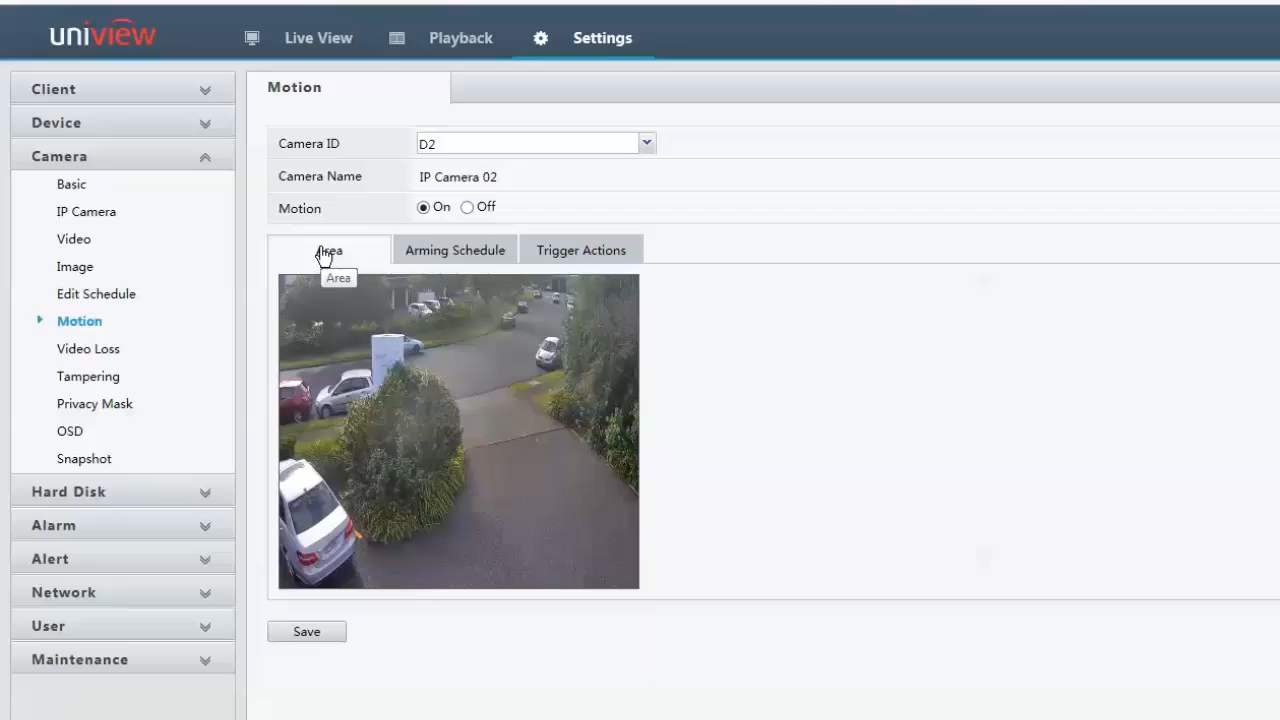 uniview
Live View
Playback
Settings
Client
Device
Camera
Basic
IP Camera
Video
Image
Edit Schedule
Motion
Video Loss
Tampering
Privacy Mask
OSD
Snapshot
Hard Disk
Alarm
Alert
Network
User
Maintenance
Motion
Camera ID D2
Camera Name IP Camera 02
Motion On Off
Area Arming Schedule Trigger Actions
Area
Save